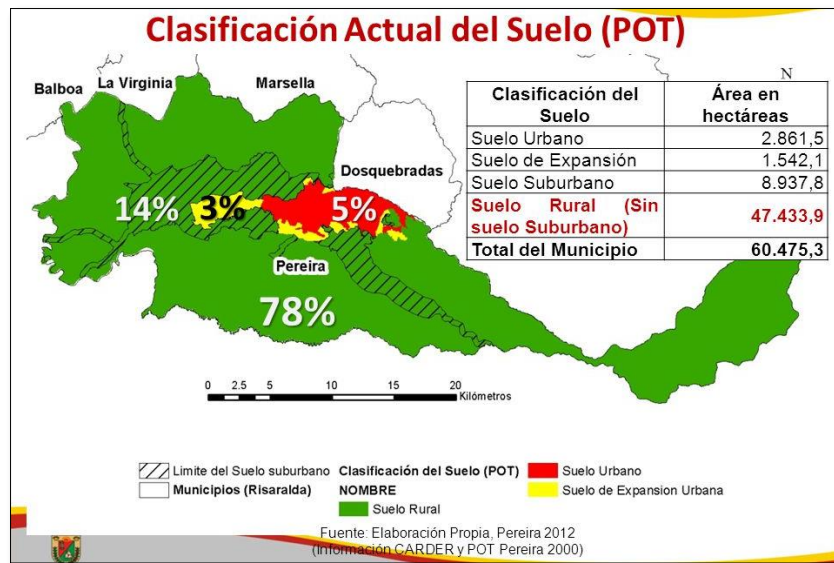 Clasificación Actual del Suelo (POT)
Balboa
La Virginia
Marsella
Dosquebradas
Pereira
14%
3%
5%
78%
N
Clasificación del Suelo Área en hectáreas
Suelo Urbano 2.861,5
Suelo de Expansión 1.542,1
Suelo Suburbano 8.937,8
Suelo Rural (Sin suelo Suburbano) 47.433,9
Total del Municipio 60.475,3
0 2.5 5 10 15 20
Kilómetros
Limite del Suelo suburbano
Municipios (Risaralda)
Clasificación del Suelo (POT)
NOMBRE
Suelo Rural
Suelo Urbano
Suelo de Expansion Urbana
Fuente: Elaboración Propia, Pereira 2012
(Información CARDER y POT Pereira 2000)